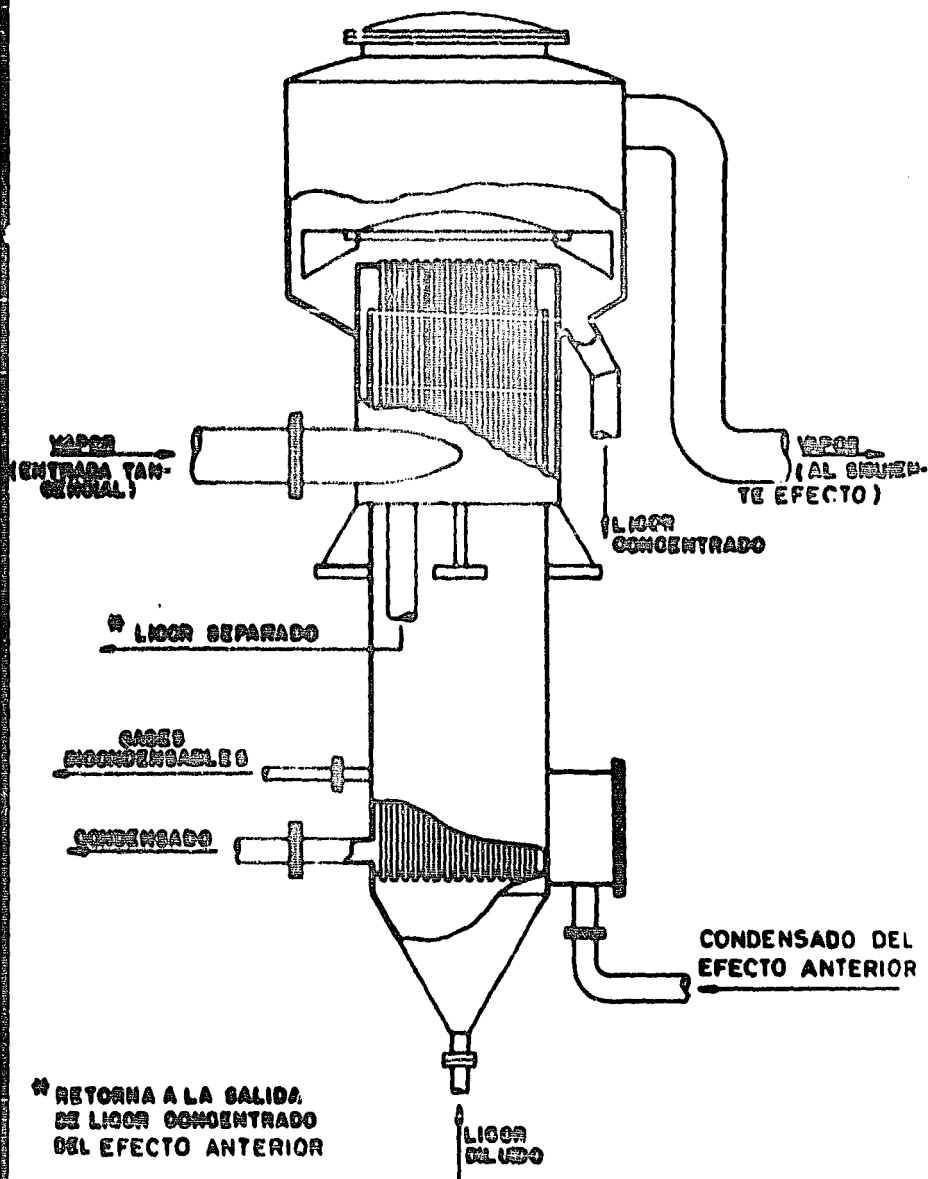 VAPOR
(ENTRADA TAN-
GENCIAL)
VAPOR
(AL SIGUIEN-
TE EFECTO)
LICOR
CONCENTRADO
* LICOR SEPARADO
GASES
INCONDENSABLES
CONDENSADO
CONDENSADO DEL
EFECTO ANTERIOR
* RETORNA A LA SALIDA
DE LICOR CONCENTRADO
DEL EFECTO ANTERIOR
LICOR
DILUIDO